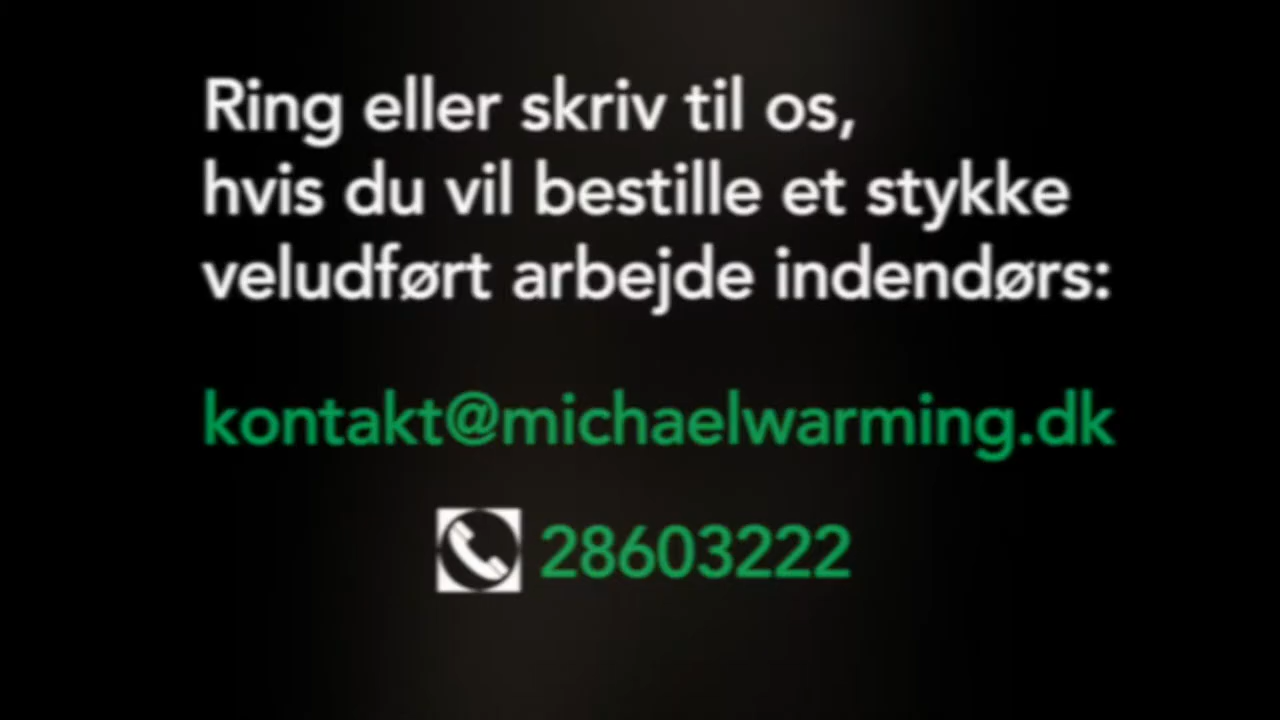 Ring eller skriv til os,
hvis du vil bestille et stykke
veludført arbejde indendørs:
kontakt@michaelwarming.dk
28603222